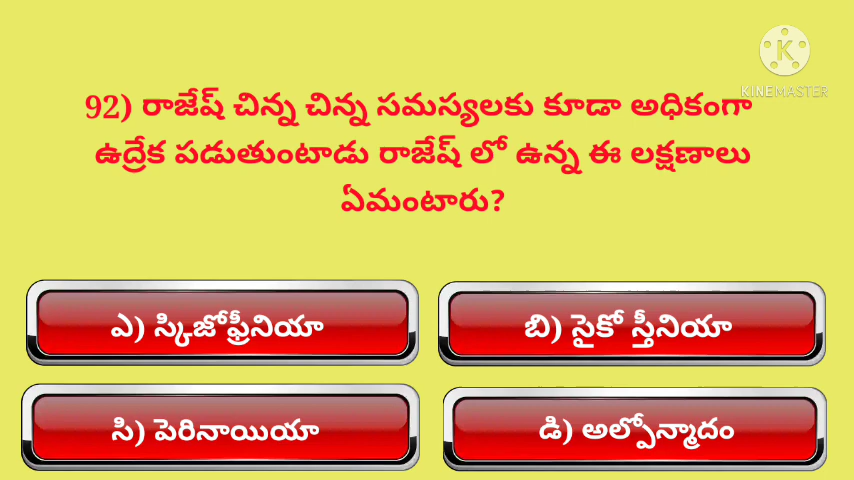 KINEMASTER
92) రాజేష్ చిన్న చిన్న సమస్యలకు కూడా అధికంగా
ఉద్రేక పడుతుంటాడు రాజేష్ లో ఉన్న ఈ లక్షణాలు
ఏమంటారు?
ఎ) స్కిజోఫ్రీనియా
బి) సైకో స్తీనియా
సి) పెరినాయియా
డి) అల్పోన్మాదం